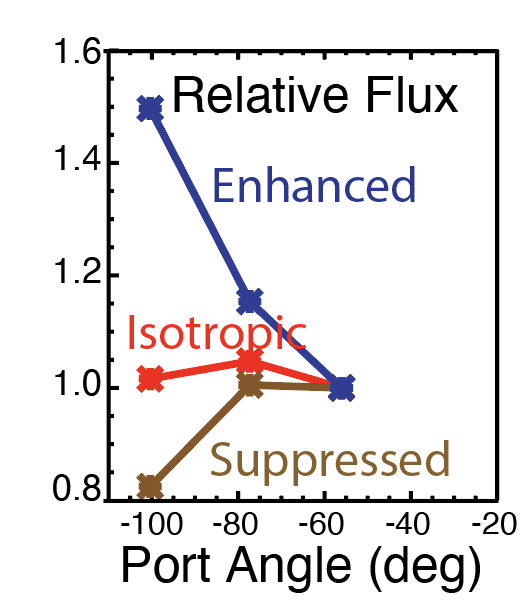 1.6
Relative Flux
1.4
Enhanced
1.2
Isotropic
1.0
Suppressed
0.8
-100 -80 -60 -40 -20
Port Angle (deg)